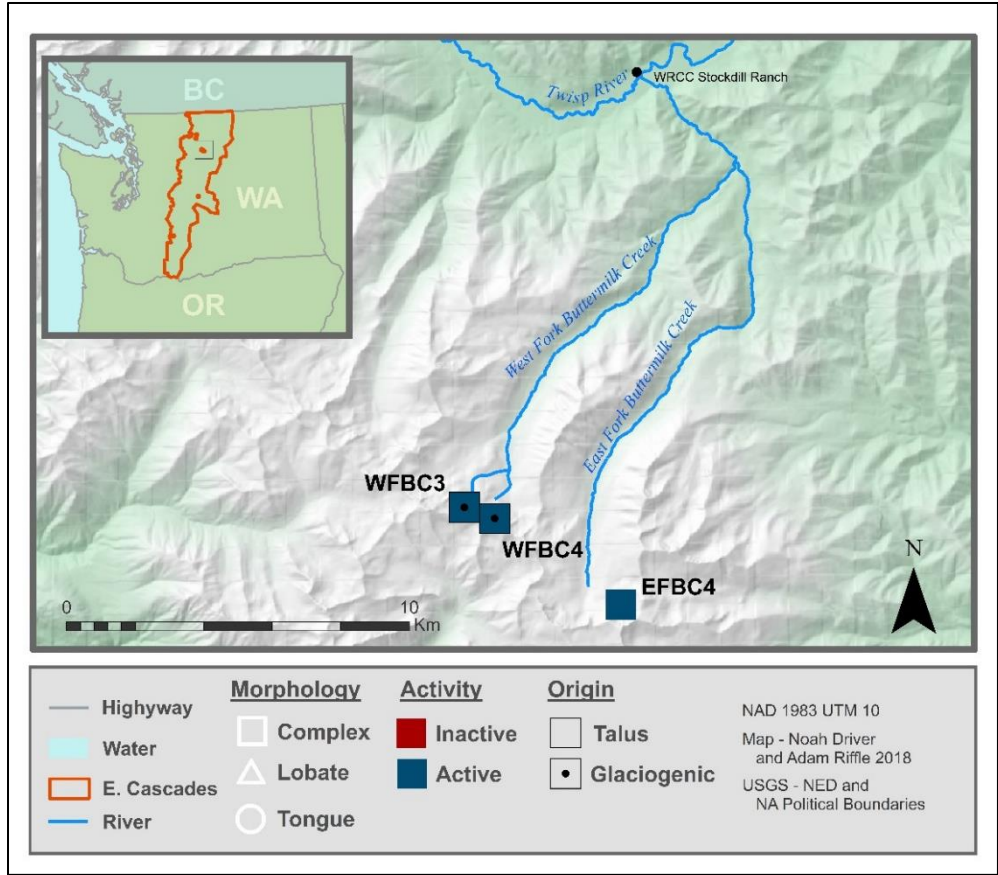 BC
WA
OR
Twisp River
WRCC Stockdill Ranch
West Fork Buttermilk Creek
East Fork Buttermilk Creek
WFBC3
WFBC4
EFBC4
N
0 10
Km
Highyway
Water
E. Cascades
River
Morphology
Complex
Lobate
Tongue
Activity
Inactive
Active
Origin
Talus
Glaciogenic
NAD 1983 UTM 10
Map - Noah Driver
and Adam Riffle 2018
USGS - NED and
NA Political Boundaries